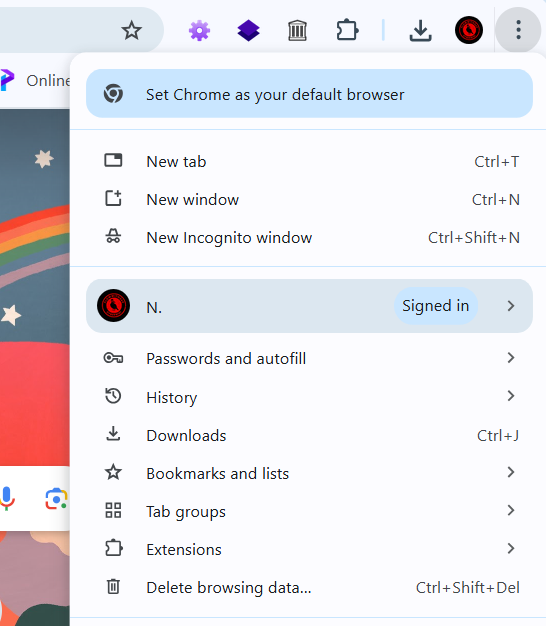 Online
Set Chrome as your default browser
New tab Ctrl+T
New window Ctrl+N
New Incognito window Ctrl+Shift+N
N. Signed in
Passwords and autofill
History
Downloads Ctrl+J
Bookmarks and lists
Tab groups
Extensions
Delete browsing data... Ctrl+Shift+Del